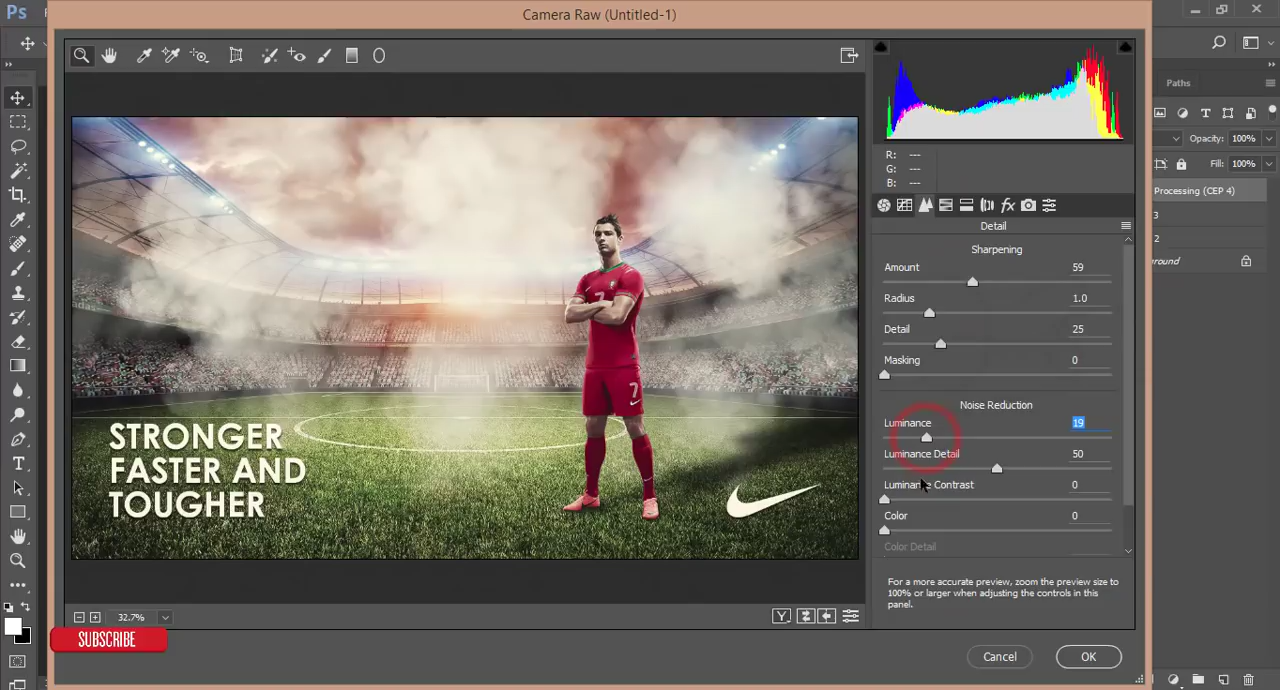 Ps
Camera Raw (Untitled-1)
Paths
Opacity: 100%
Fill: 100%
Processing (CEP 4)
3
2
round
R: ---
G: ---
B: ---
Detail
Sharpening
Amount 59
Radius 1.0
Detail 25
Masking 0
Noise Reduction
Luminance 19
Luminance Detail 50
Luminance Contrast 0
Color 0
Color Detail
For a more accurate preview, zoom the preview size to
100% or larger when adjusting the controls in this
panel.
7
7
STRONGER
FASTER AND
TOUGHER
32.7%
Y
SUBSCRIBE
Cancel
OK